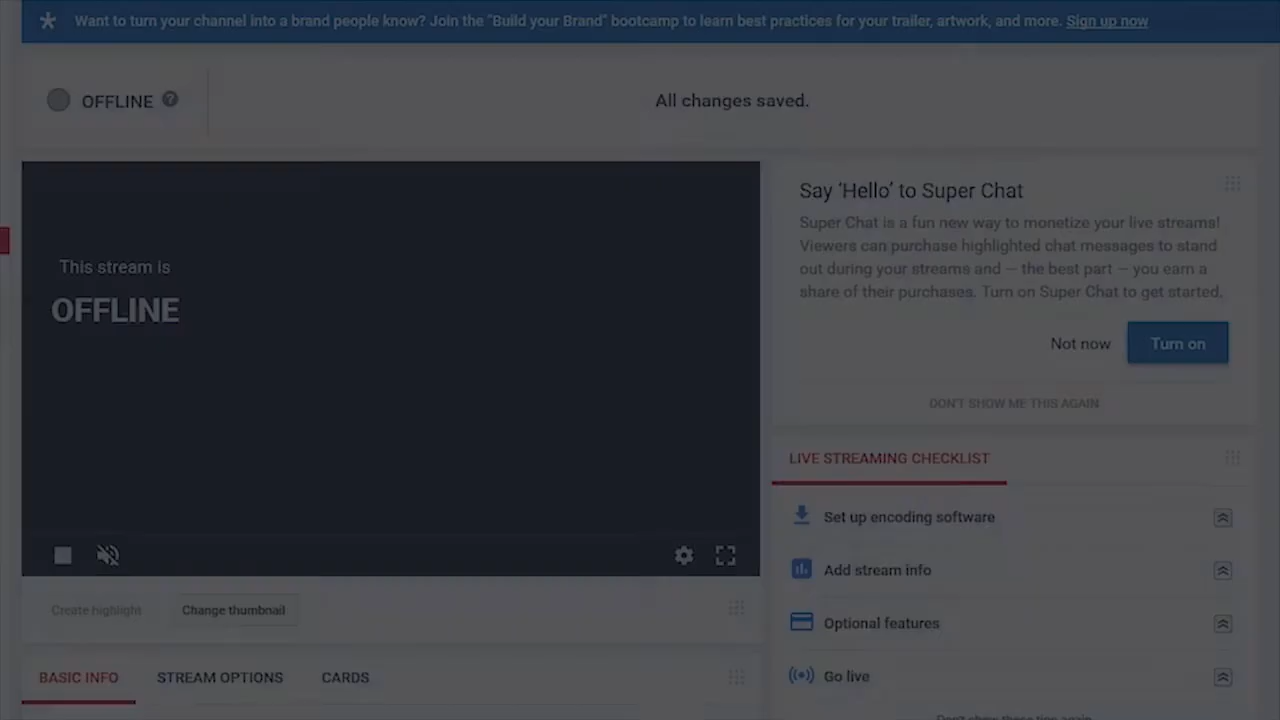 Want to turn your channel into a brand people know? Join the "Build your Brand" bootcamp to learn best practices for your trailer, artwork, and more. Sign up now
OFFLINE ?
All changes saved.
This stream is
OFFLINE
Say 'Hello' to Super Chat
Super Chat is a fun new way to monetize your live streams!
Viewers can purchase highlighted chat messages to stand
out during your streams and – the best part – you earn a
share of their purchases. Turn on Super Chat to get started.
Not now
Turn on
DON'T SHOW ME THIS AGAIN
LIVE STREAMING CHECKLIST
Set up encoding software
Add stream info
Optional features
Go live
Don't show these tips again
Create highlight
Change thumbnail
BASIC INFO
STREAM OPTIONS
CARDS